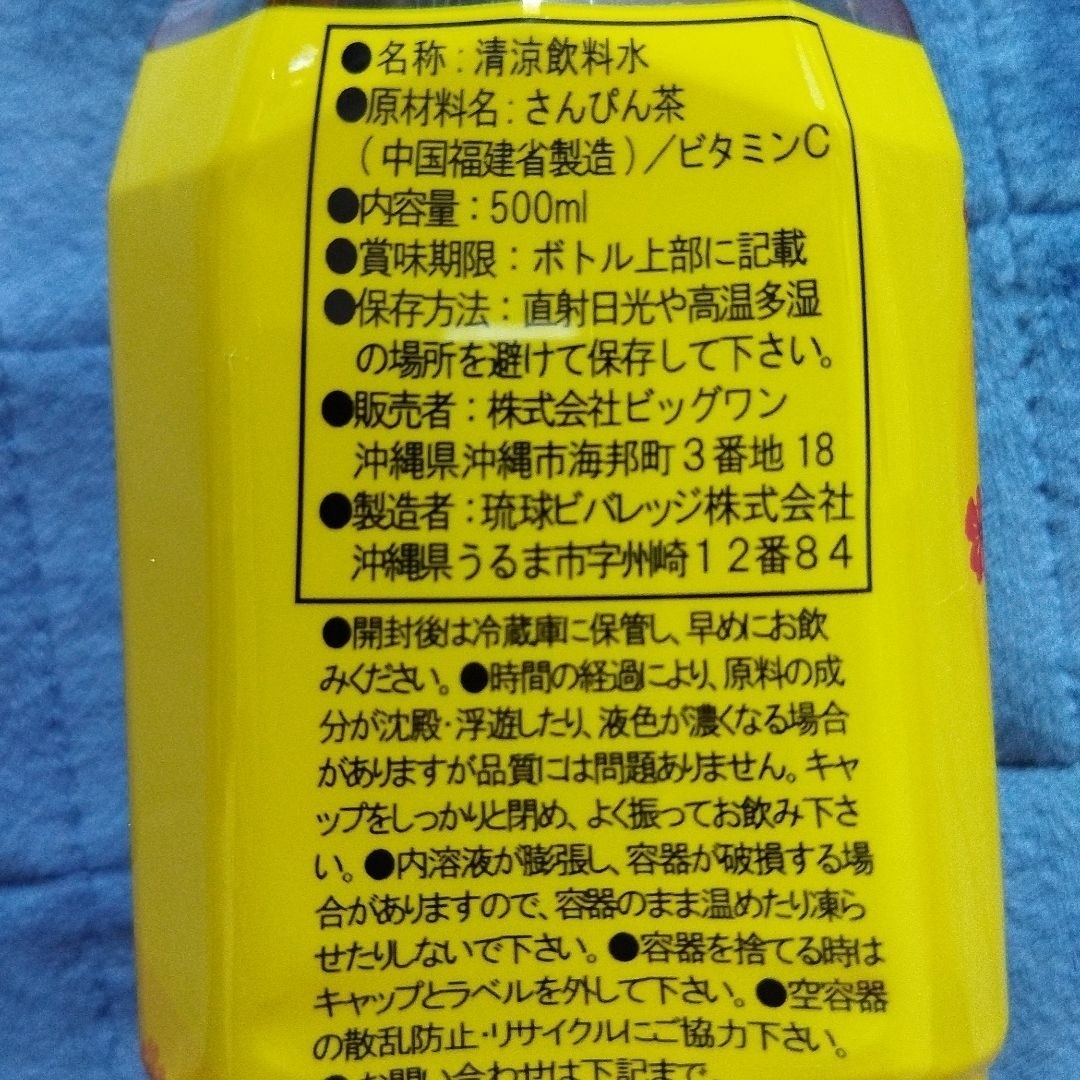 ●名称：清涼飲料水
●原材料名：さんぴん茶
（中国福建省製造）／ビタミンC
●内容量：500ml
●賞味期限：ボトル上部に記載
●保存方法：直射日光や高温多湿
の場所を避けて保存して下さい。
●販売者：株式会社ビッグワン
沖縄県沖縄市海邦町３番地18
●製造者：琉球ビバレッジ株式会社
沖縄県うるま市字州崎１２番８４
●開封後は冷蔵庫に保管し、早めにお飲
みください。●時間の経過により、原料の成
分が沈殿・浮遊したり、液色が濃くなる場合
がありますが品質には問題ありません。キャ
ップをしっかりと閉め、よく振ってお飲み下さ
い。●内溶液が膨張し、容器が破損する場
合がありますので、容器のまま温めたり凍ら
せたりしないで下さい。●容器を捨てる時は
キャップとラベルを外して下さい。●空容器
の散乱防止・リサイクルにご協力下さい。
●お問い合わせは下記まで。